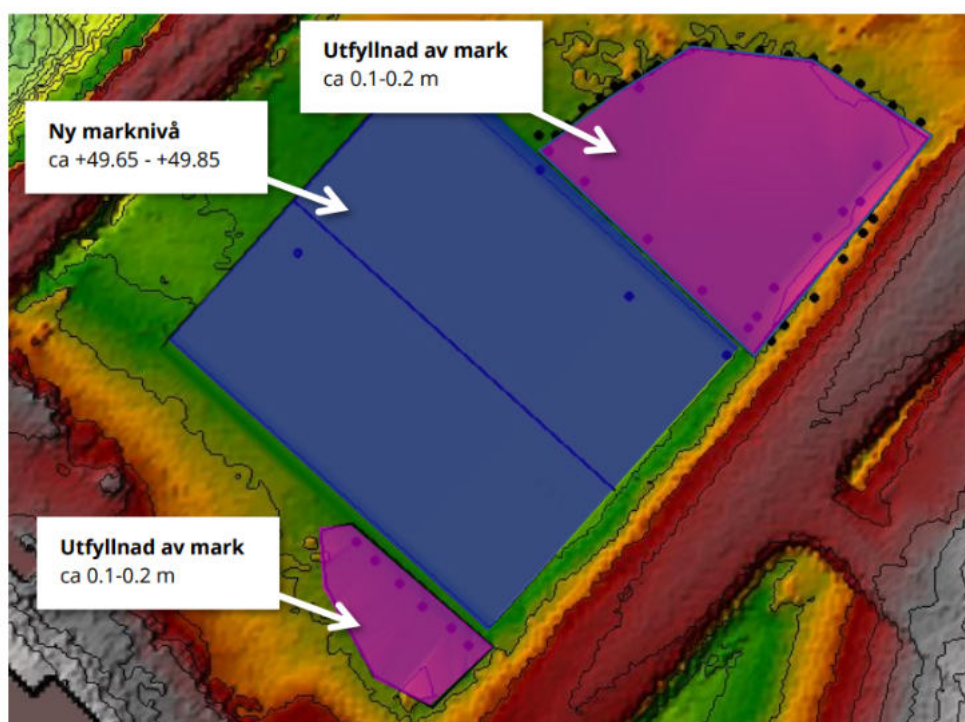 Utfyllnad av mark
ca 0.1-0.2 m
Ny marknivå
ca +49.65 - +49.85
Utfyllnad av mark
ca 0.1-0.2 m